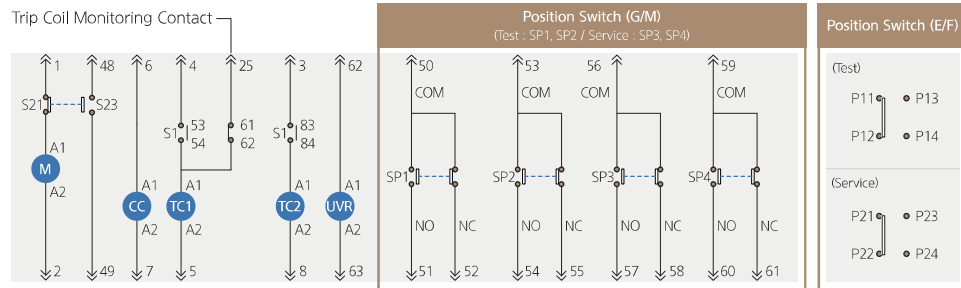 Trip Coil Monitoring Contact
Position Switch (G/M)
(Test : SP1, SP2 / Service : SP3, SP4)
Position Switch (E/F)
1 48 6 4 25 3 62 50 53 56 59
COM COM COM COM
(Test)
P11 P13
P12 P14
S21 S23
S1 53 54
61 62
S1 83 84
A1 M A2
A1 CC A2
A1 TC1 A2
A1 TC2 A2
A1 UVR A2
SP1 SP2 SP3 SP4
NO NC NO NC NO NC NO NC
(Service)
P21 P23
P22 P24
2 49 7 5 8 63 51 52 54 55 57 58 60 61